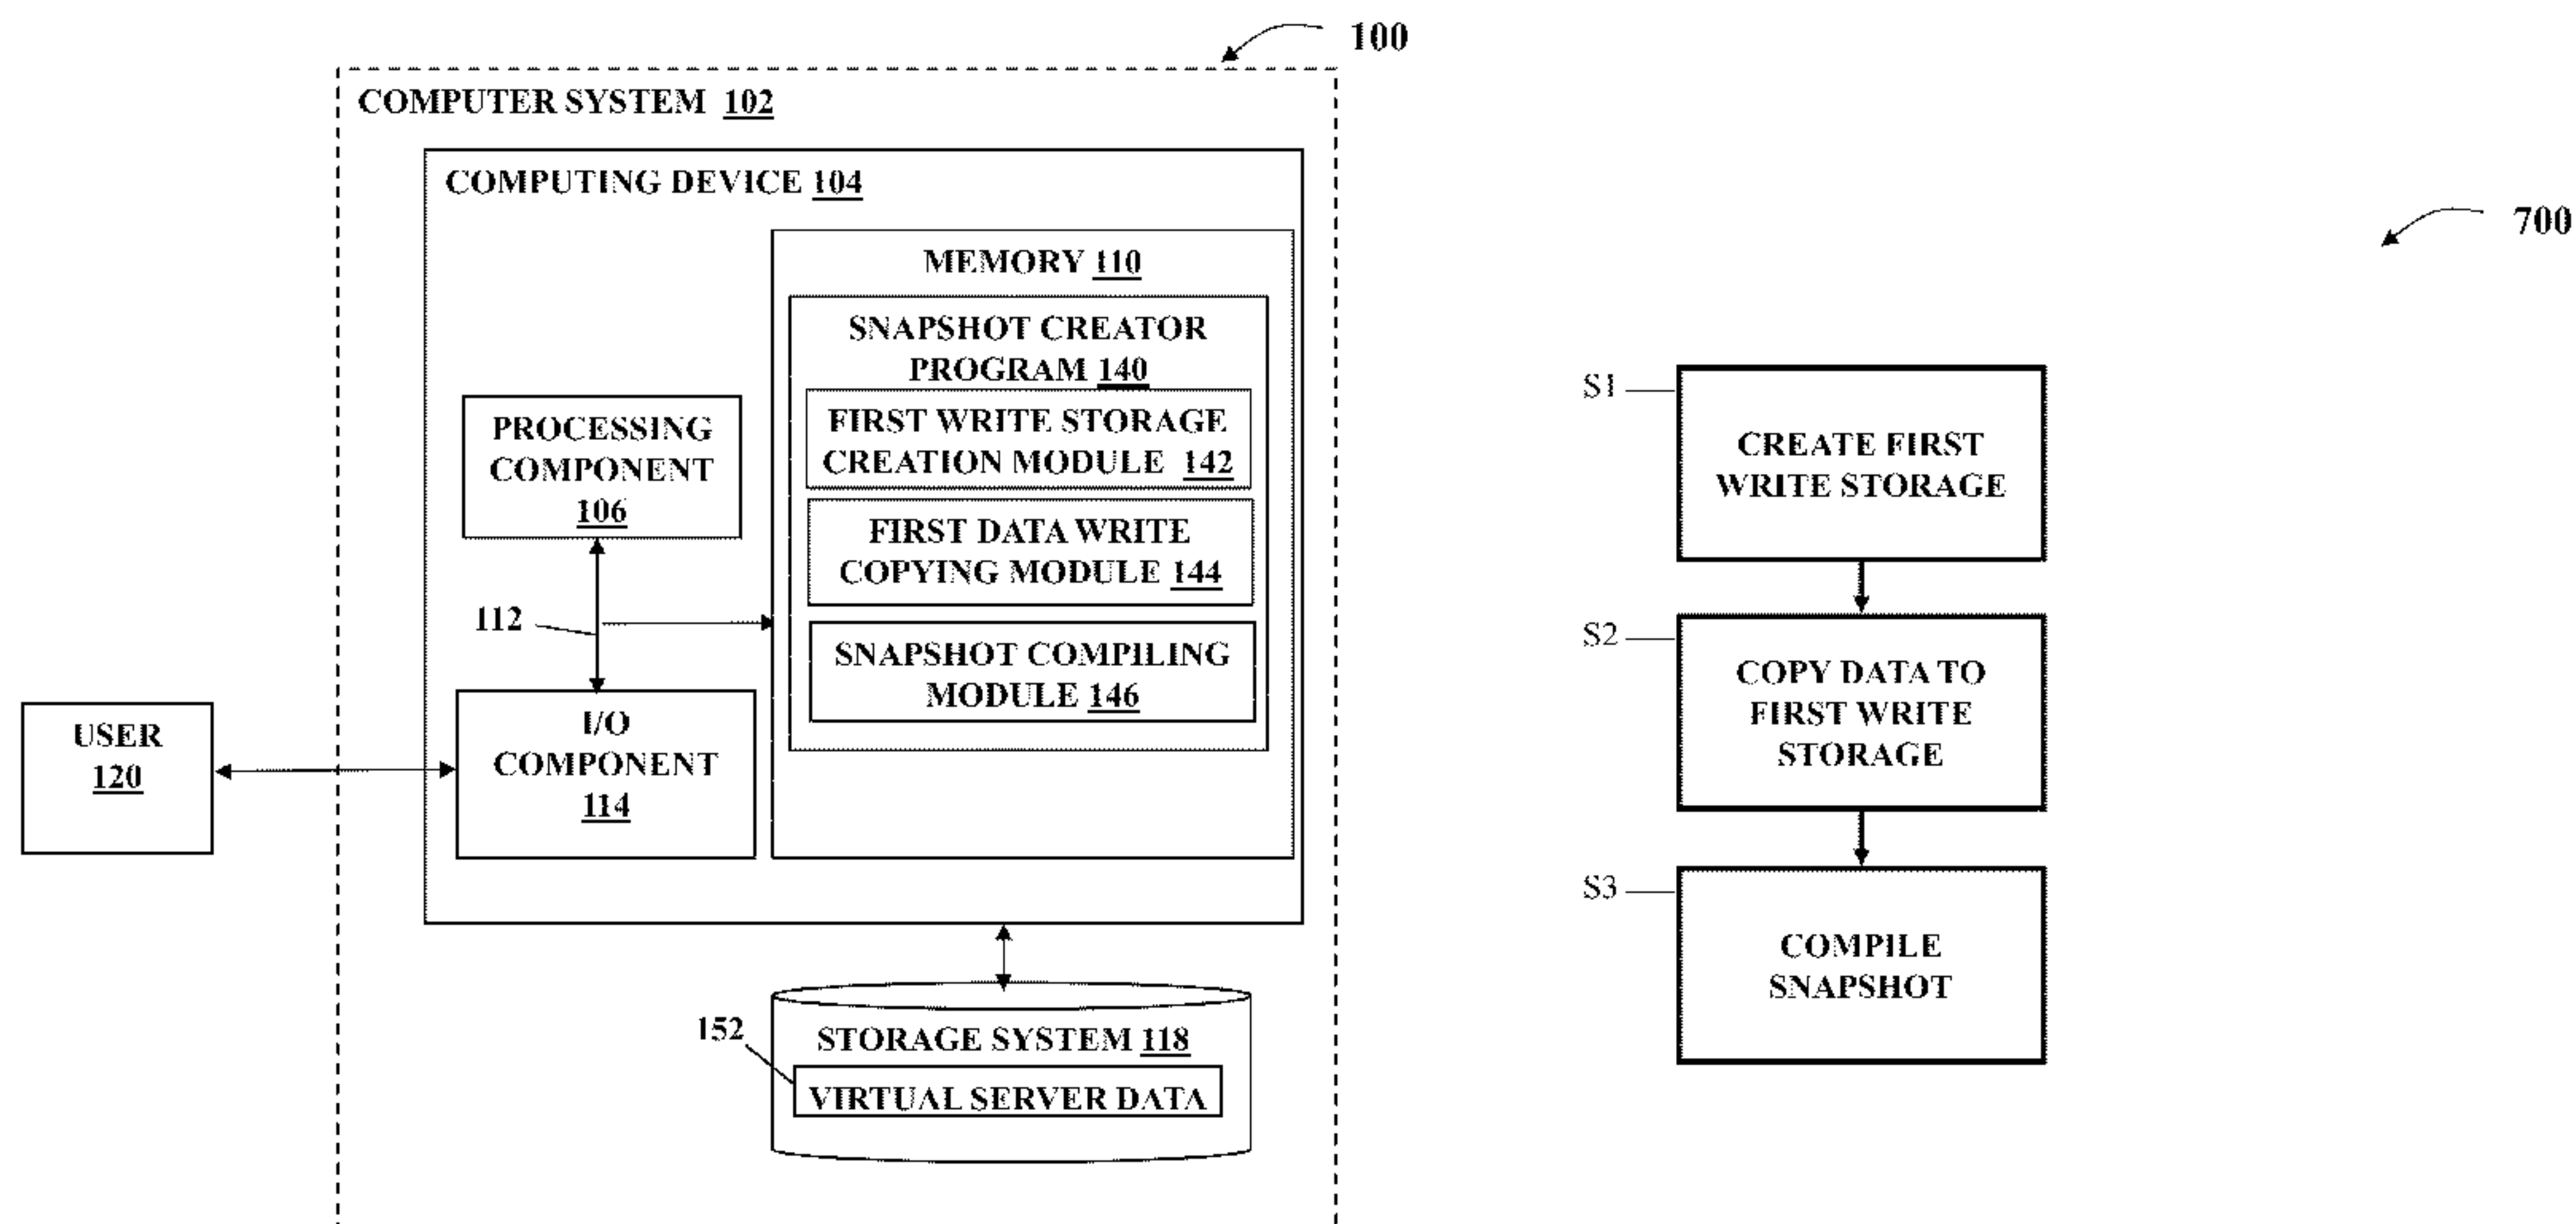 100
COMPUTER SYSTEM 102
COMPUTING DEVICE 104
MEMORY 110
SNAPSHOT CREATOR
PROGRAM 140
FIRST WRITE STORAGE
CREATION MODULE 142
FIRST DATA WRITE
COPYING MODULE 144
SNAPSHOT COMPILING
MODULE 146
PROCESSING
COMPONENT
106
112
I/O
COMPONENT
114
USER
120
152
STORAGE SYSTEM 118
VIRTUAL SERVER DATA
700
S1
CREATE FIRST
WRITE STORAGE
S2
COPY DATA TO
FIRST WRITE
STORAGE
S3
COMPILE
SNAPSHOT